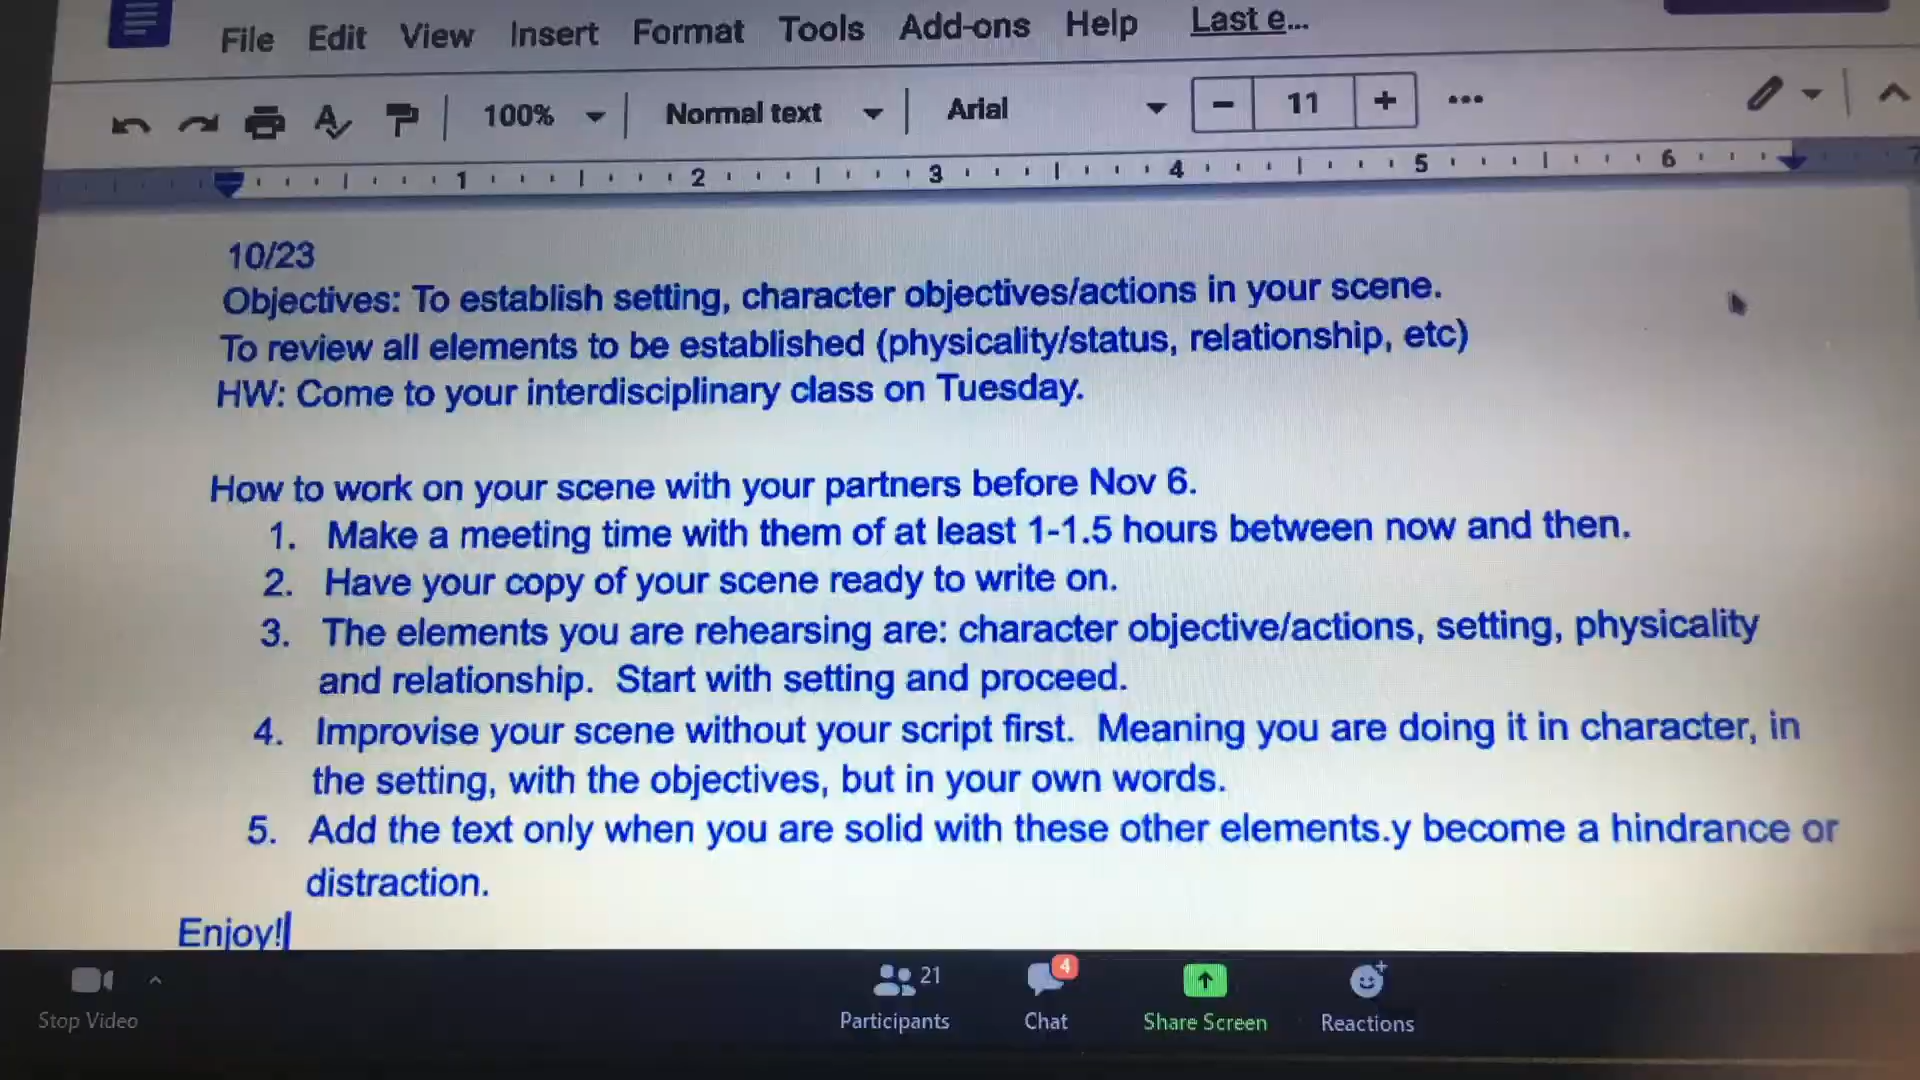 File Edit View Insert Format Tools Add-ons Help Last e...
100% Normal text Arial − 11 + •••
1 2 3 4 5 6 7
10/23
Objectives: To establish setting, character objectives/actions in your scene.
To review all elements to be established (physicality/status, relationship, etc)
HW: Come to your interdisciplinary class on Tuesday.
How to work on your scene with your partners before Nov 6.
1. Make a meeting time with them of at least 1-1.5 hours between now and then.
2. Have your copy of your scene ready to write on.
3. The elements you are rehearsing are: character objective/actions, setting, physicality
and relationship. Start with setting and proceed.
4. Improvise your scene without your script first. Meaning you are doing it in character, in
the setting, with the objectives, but in your own words.
5. Add the text only when you are solid with these other elements.y become a hindrance or
distraction.
Enjoy!
21 4
Stop Video Participants Chat Share Screen Reactions